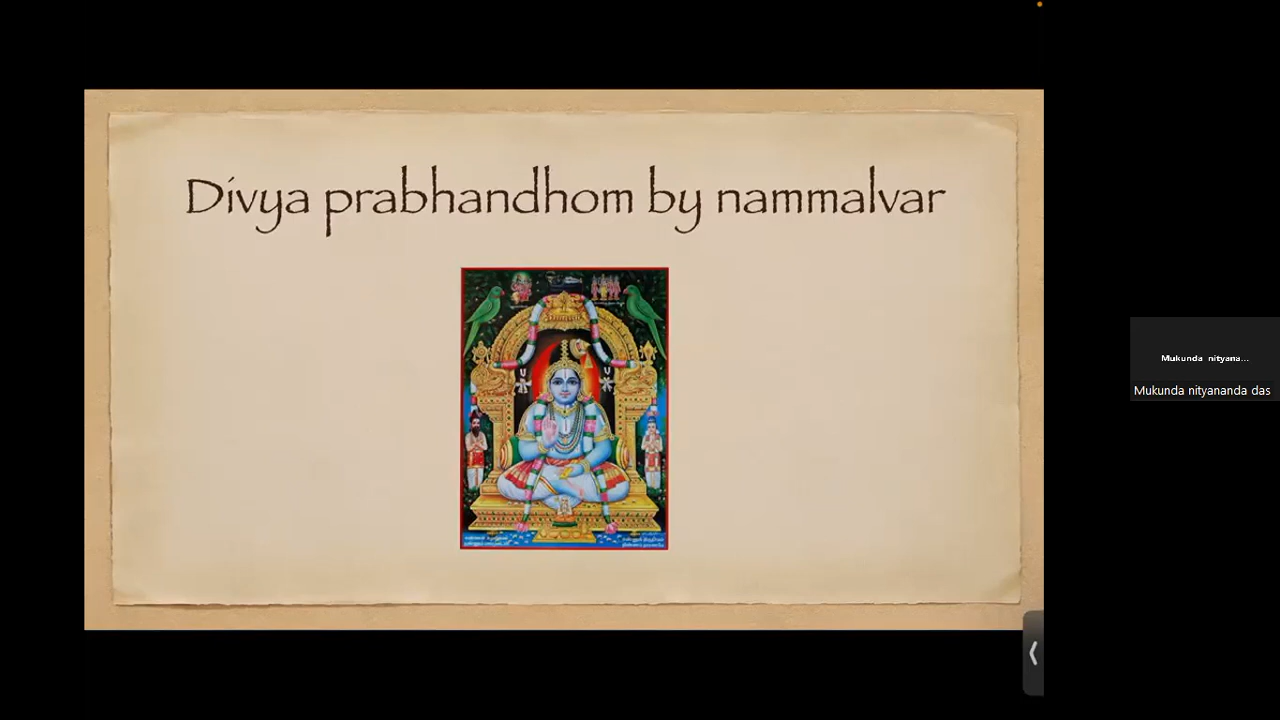 Divya prabhandhom by nammalvar
Mukunda nityana...
Mukunda nityananda das